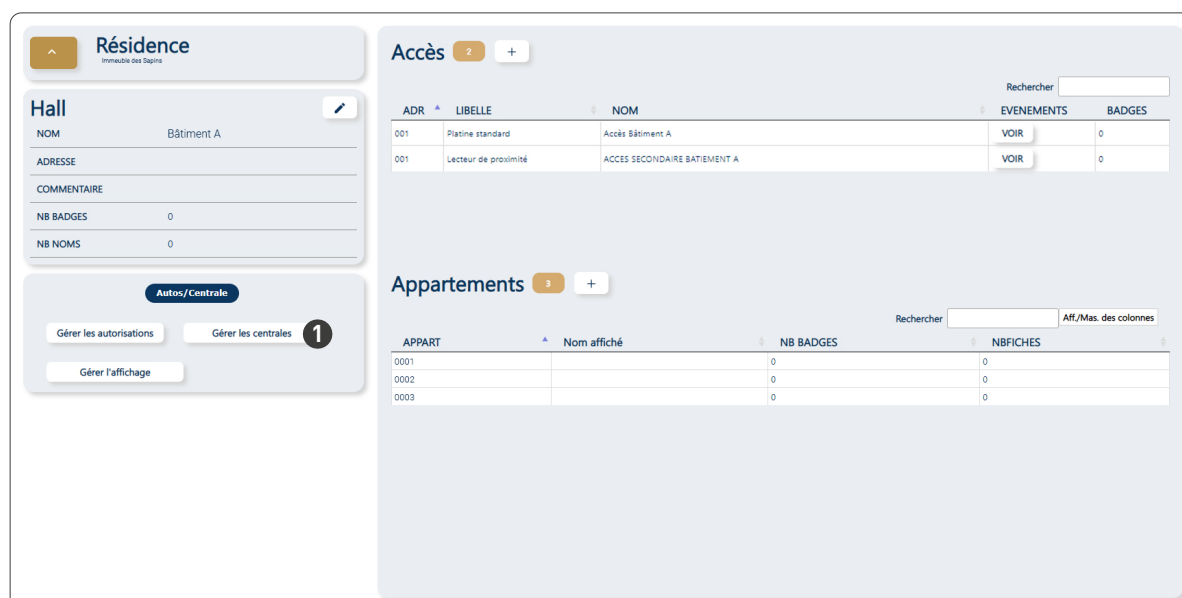 Résidence
Immeuble des Sapins
Hall
NOM Bâtiment A
ADRESSE
COMMENTAIRE
NB BADGES 0
NB NOMS 0
Autos/Centrale
Gérer les autorisations Gérer les centrales 1
Gérer l'affichage
Accès 2 +
Rechercher
ADR LIBELLE NOM EVENEMENTS BADGES
001 Platine standard Accès Bâtiment A VOIR 0
001 Lecteur de proximité ACCES SECONDAIRE BATIEMENT A VOIR 0
Appartements 3 +
Rechercher Aff./Mas. des colonnes
APPART Nom affiché NB BADGES NBFICHES
0001 0 0
0002 0 0
0003 0 0